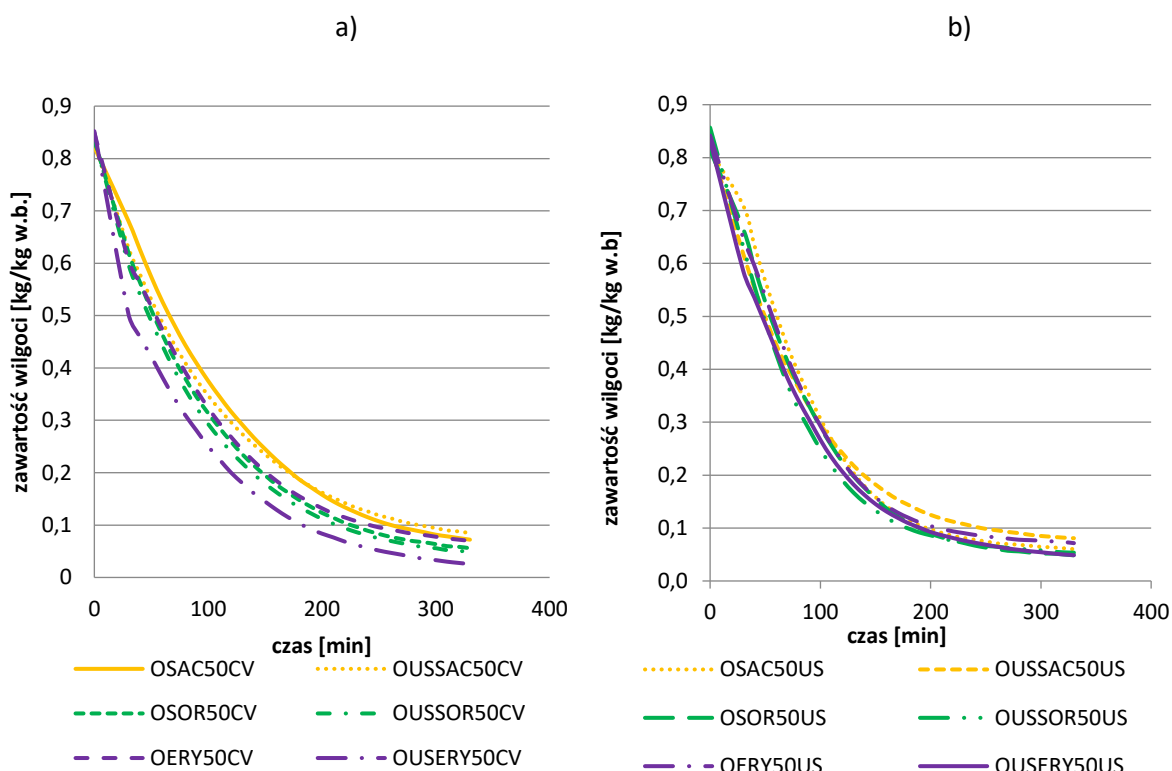 a)
zawartość wilgoci [kg/kg w.b.]
0,9
0,8
0,7
0,6
0,5
0,4
0,3
0,2
0,1
0
0 100 200 300 400
czas [min]
OSAC50CV OUSSAC50CV
OSOR50CV OUSSOR50CV
OERY50CV OUSERY50CV
b)
zawartość wilgoci [kg/kg w.b]
0,9
0,8
0,7
0,6
0,5
0,4
0,3
0,2
0,1
0,0
0 100 200 300 400
czas [min]
OSAC50US OUSSAC50US
OSOR50US OUSSOR50US
OERY50US OUSERY50US